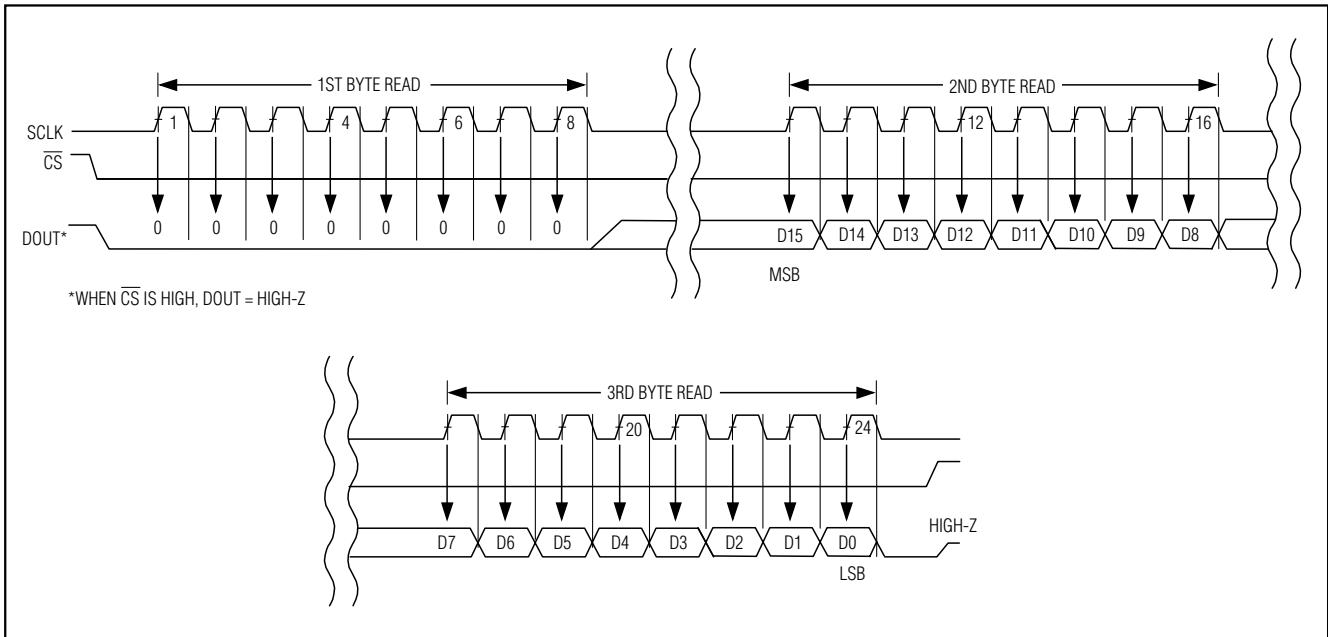 1ST BYTE READ
2ND BYTE READ
SCLK 1 4 6 8 12 16
CS
0 0 0 0 0 0 0 0
DOUT* D15 D14 D13 D12 D11 D10 D9 D8
MSB
*WHEN CS IS HIGH, DOUT = HIGH-Z
3RD BYTE READ
20 24
D7 D6 D5 D4 D3 D2 D1 D0 HIGH-Z
LSB